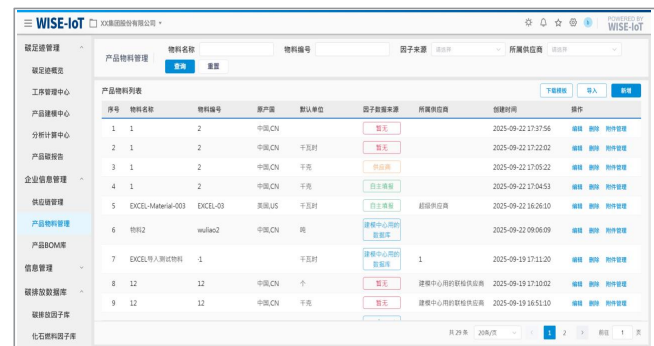 WISE-IoT XX集团股份有限公司 POWERED BY WISE-IoT
碳足迹管理
碳足迹概览
工序管理中心
产品建模中心
分析计算中心
产品碳报告
企业信息管理
供应链管理
产品物料管理
产品BOM库
信息管理
碳排放数据库
碳排放因子库
化石燃料因子库
产品物料管理 物料名称 物料编号 因子来源 请选择 所属供应商 请选择
查询 重置
产品物料列表 下载模板 导入 新增
序号 物料名称 物料编号 原产国 默认单位 因子数据来源 所属供应商 创建时间 操作
1 1 2 中国,CN 暂无 2025-09-22 17:37:56 编辑 删除 附件管理
2 1 2 中国,CN 千瓦时 暂无 2025-09-22 17:22:02 编辑 删除 附件管理
3 1 2 中国,CN 千克 供应商 2025-09-22 17:05:22 编辑 删除 附件管理
4 1 2 中国,CN 千克 自主填报 2025-09-22 17:04:53 编辑 删除 附件管理
5 EXCEL-Material-003 EXCEL-03 美国,US 千瓦时 自主填报 超级供应商 2025-09-22 16:26:10 编辑 删除 附件管理
6 物料2 wuliao2 中国,CN 吨 建模中心用的数据库 2025-09-22 09:06:09 编辑 删除 附件管理
7 EXCEL导入测试物料 -1 千瓦时 建模中心用的数据库 1 2025-09-19 17:11:20 编辑 删除 附件管理
8 12 12 中国,CN 个 暂无 建模中心用的联检供应商 2025-09-19 17:10:02 编辑 删除 附件管理
9 12 12 中国,CN 千克 暂无 建模中心用的联检供应商 2025-09-19 16:51:10 编辑 删除 附件管理
共 29 条 20条/页 1 2 前往 1 页